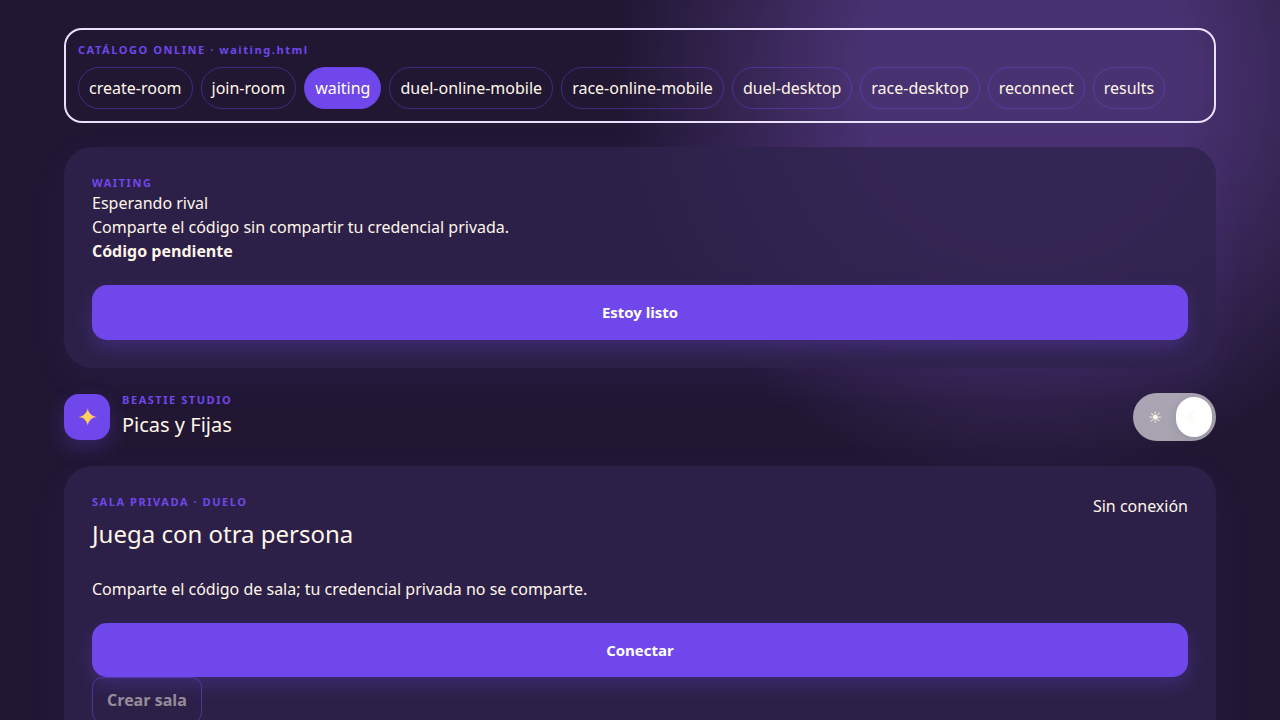 CATÁLOGO ONLINE · waiting.html
create-room join-room waiting duel-online-mobile race-online-mobile duel-desktop race-desktop reconnect results
WAITING
Esperando rival
Comparte el código sin compartir tu credencial privada.
Código pendiente
Estoy listo
BEASTIE STUDIO
Picas y Fijas
SALA PRIVADA · DUELO
Sin conexión
Juega con otra persona
Comparte el código de sala; tu credencial privada no se comparte.
Conectar
Crear sala